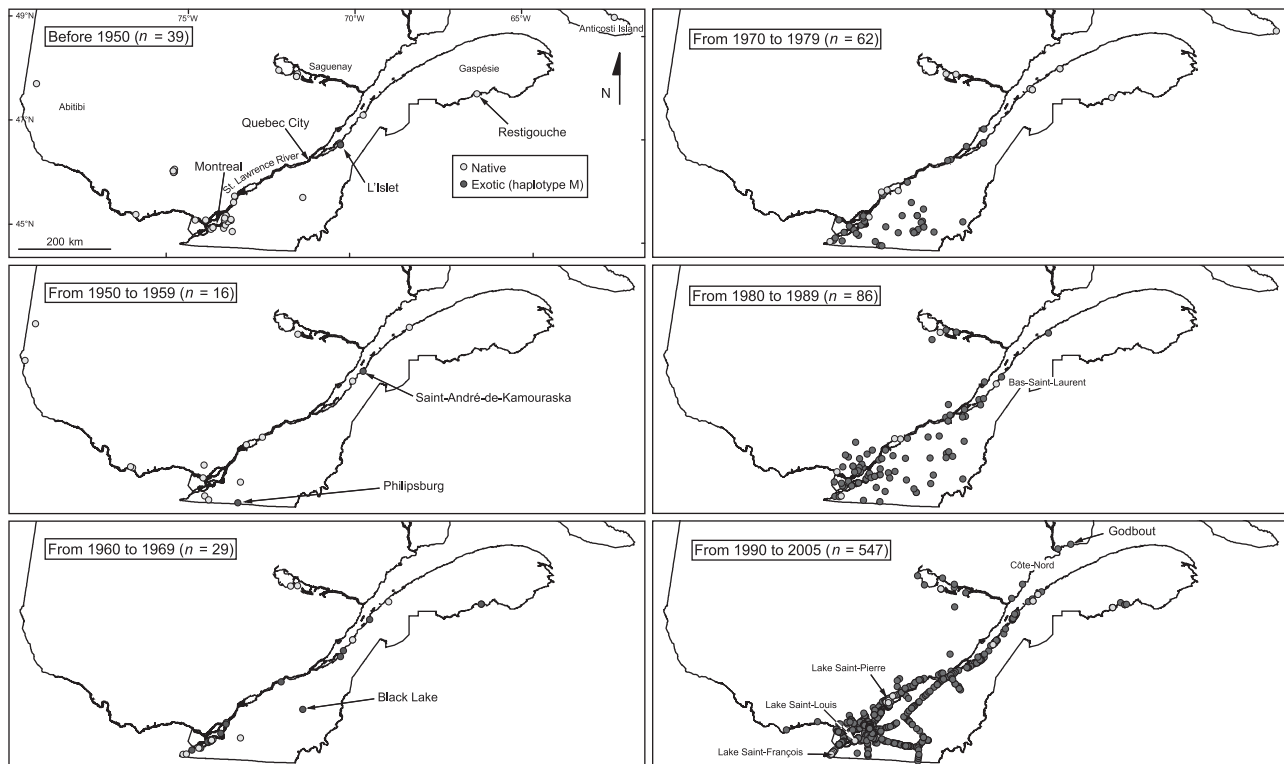 75°W
70°W
65°W
49°N
47°N
45°N
Before 1950 (n = 39)
Anticosti Island
Saguenay
Gaspésie
Abitibi
N
Quebec City
Restigouche
Montreal
St. Lawrence River
L'Islet
Native
Exotic (haplotype M)
200 km
From 1950 to 1959 (n = 16)
Saint-André-de-Kamouraska
Philipsburg
From 1960 to 1969 (n = 29)
Black Lake
From 1970 to 1979 (n = 62)
From 1980 to 1989 (n = 86)
Bas-Saint-Laurent
From 1990 to 2005 (n = 547)
Godbout
Côte-Nord
Lake Saint-Pierre
Lake Saint-Louis
Lake Saint-François